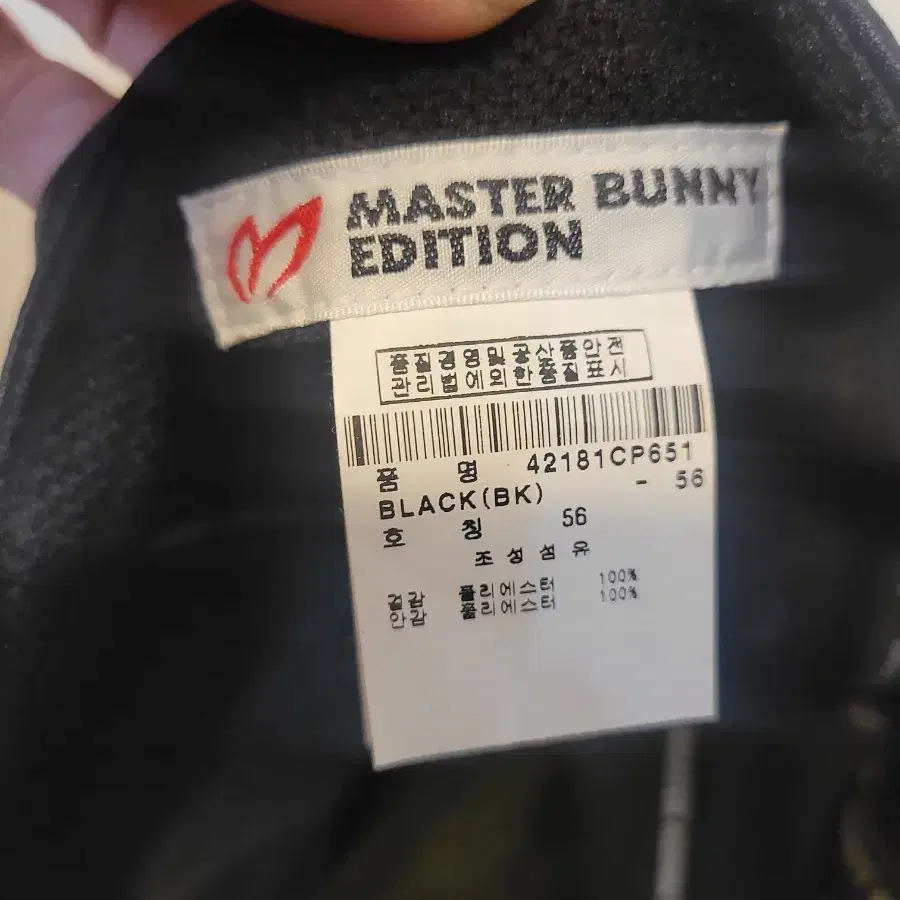 MASTER BUNNY
EDITION
품질경영및공산품안전
관리법에의한품질표시
품 명 42181CP651
BLACK(BK) - 56
호 칭 56
조 성 섬 유
겉감 폴리에스터 100%
안감 폴리에스터 100%